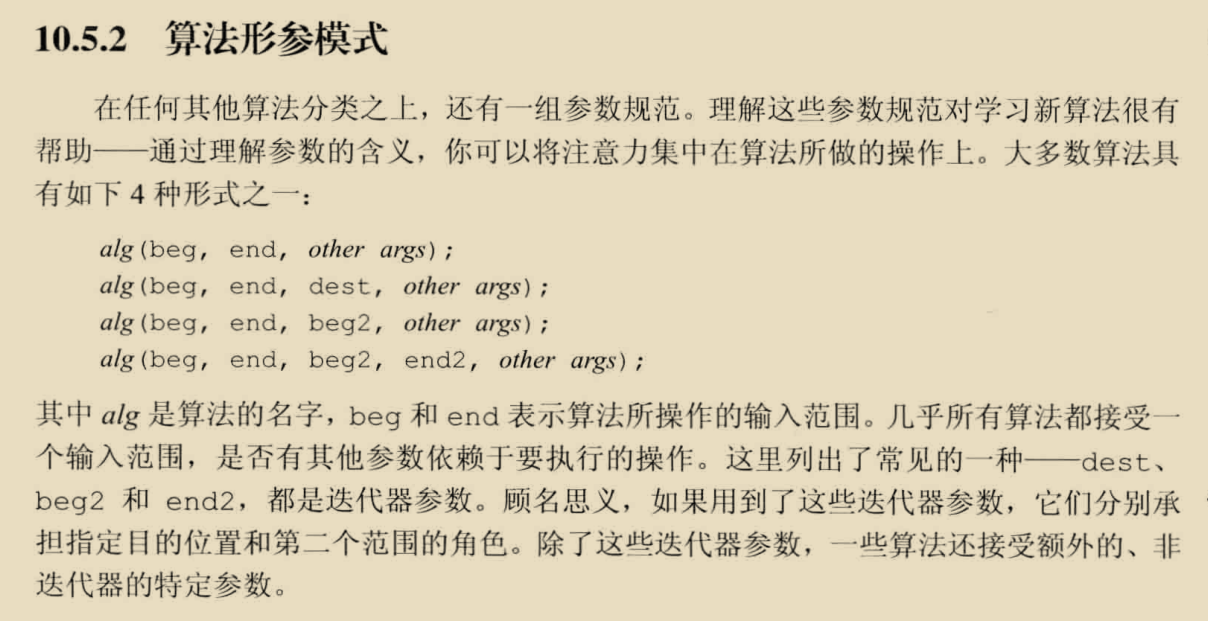 10.5.2 算法形参模式
在任何其他算法分类之上，还有一组参数规范。理解这些参数规范对学习新算法很有
帮助——通过理解参数的含义，你可以将注意力集中在算法所做的操作上。大多数算法具
有如下 4 种形式之一：
alg(beg, end, other args);
alg(beg, end, dest, other args);
alg(beg, end, beg2, other args);
alg(beg, end, beg2, end2, other args);
其中 alg 是算法的名字，beg 和 end 表示算法所操作的输入范围。几乎所有算法都接受一
个输入范围，是否有其他参数依赖于要执行的操作。这里列出了常见的一种——dest、
beg2 和 end2，都是迭代器参数。顾名思义，如果用到了这些迭代器参数，它们分别承
担指定目的位置和第二个范围的角色。除了这些迭代器参数，一些算法还接受额外的、非
迭代器的特定参数。